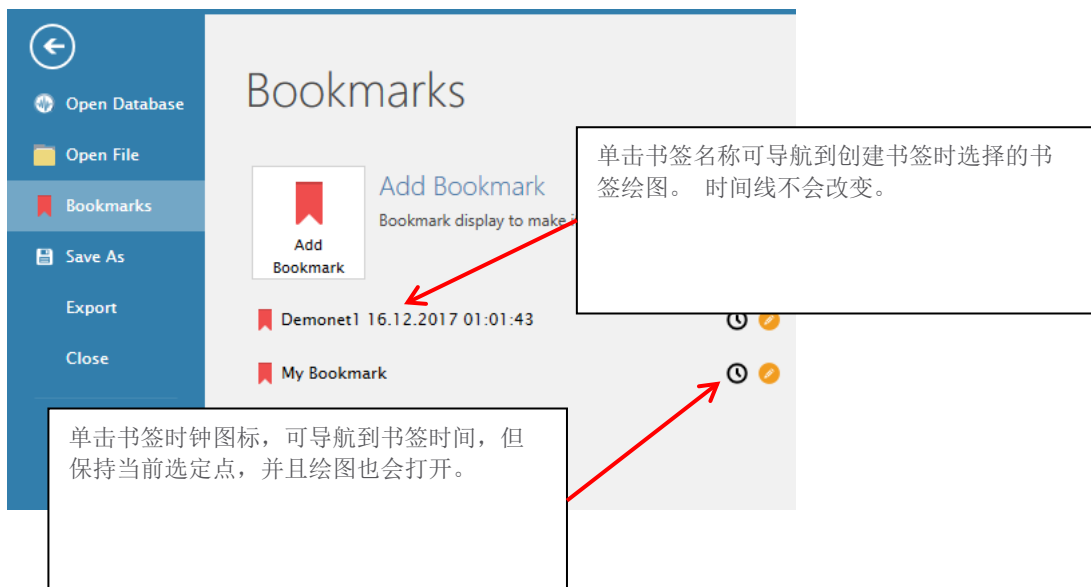 Open Database
Open File
Bookmarks
Save As
Export
Close
Bookmarks
Add
Bookmark
Add Bookmark
Bookmark display to make
Demonet1 16.12.2017 01:01:43
My Bookmark
单击书签名称可导航到创建书签时选择的书
签绘图。 时间线不会改变。
单击书签时钟图标，可导航到书签时间，但
保持当前选定点，并且绘图也会打开。